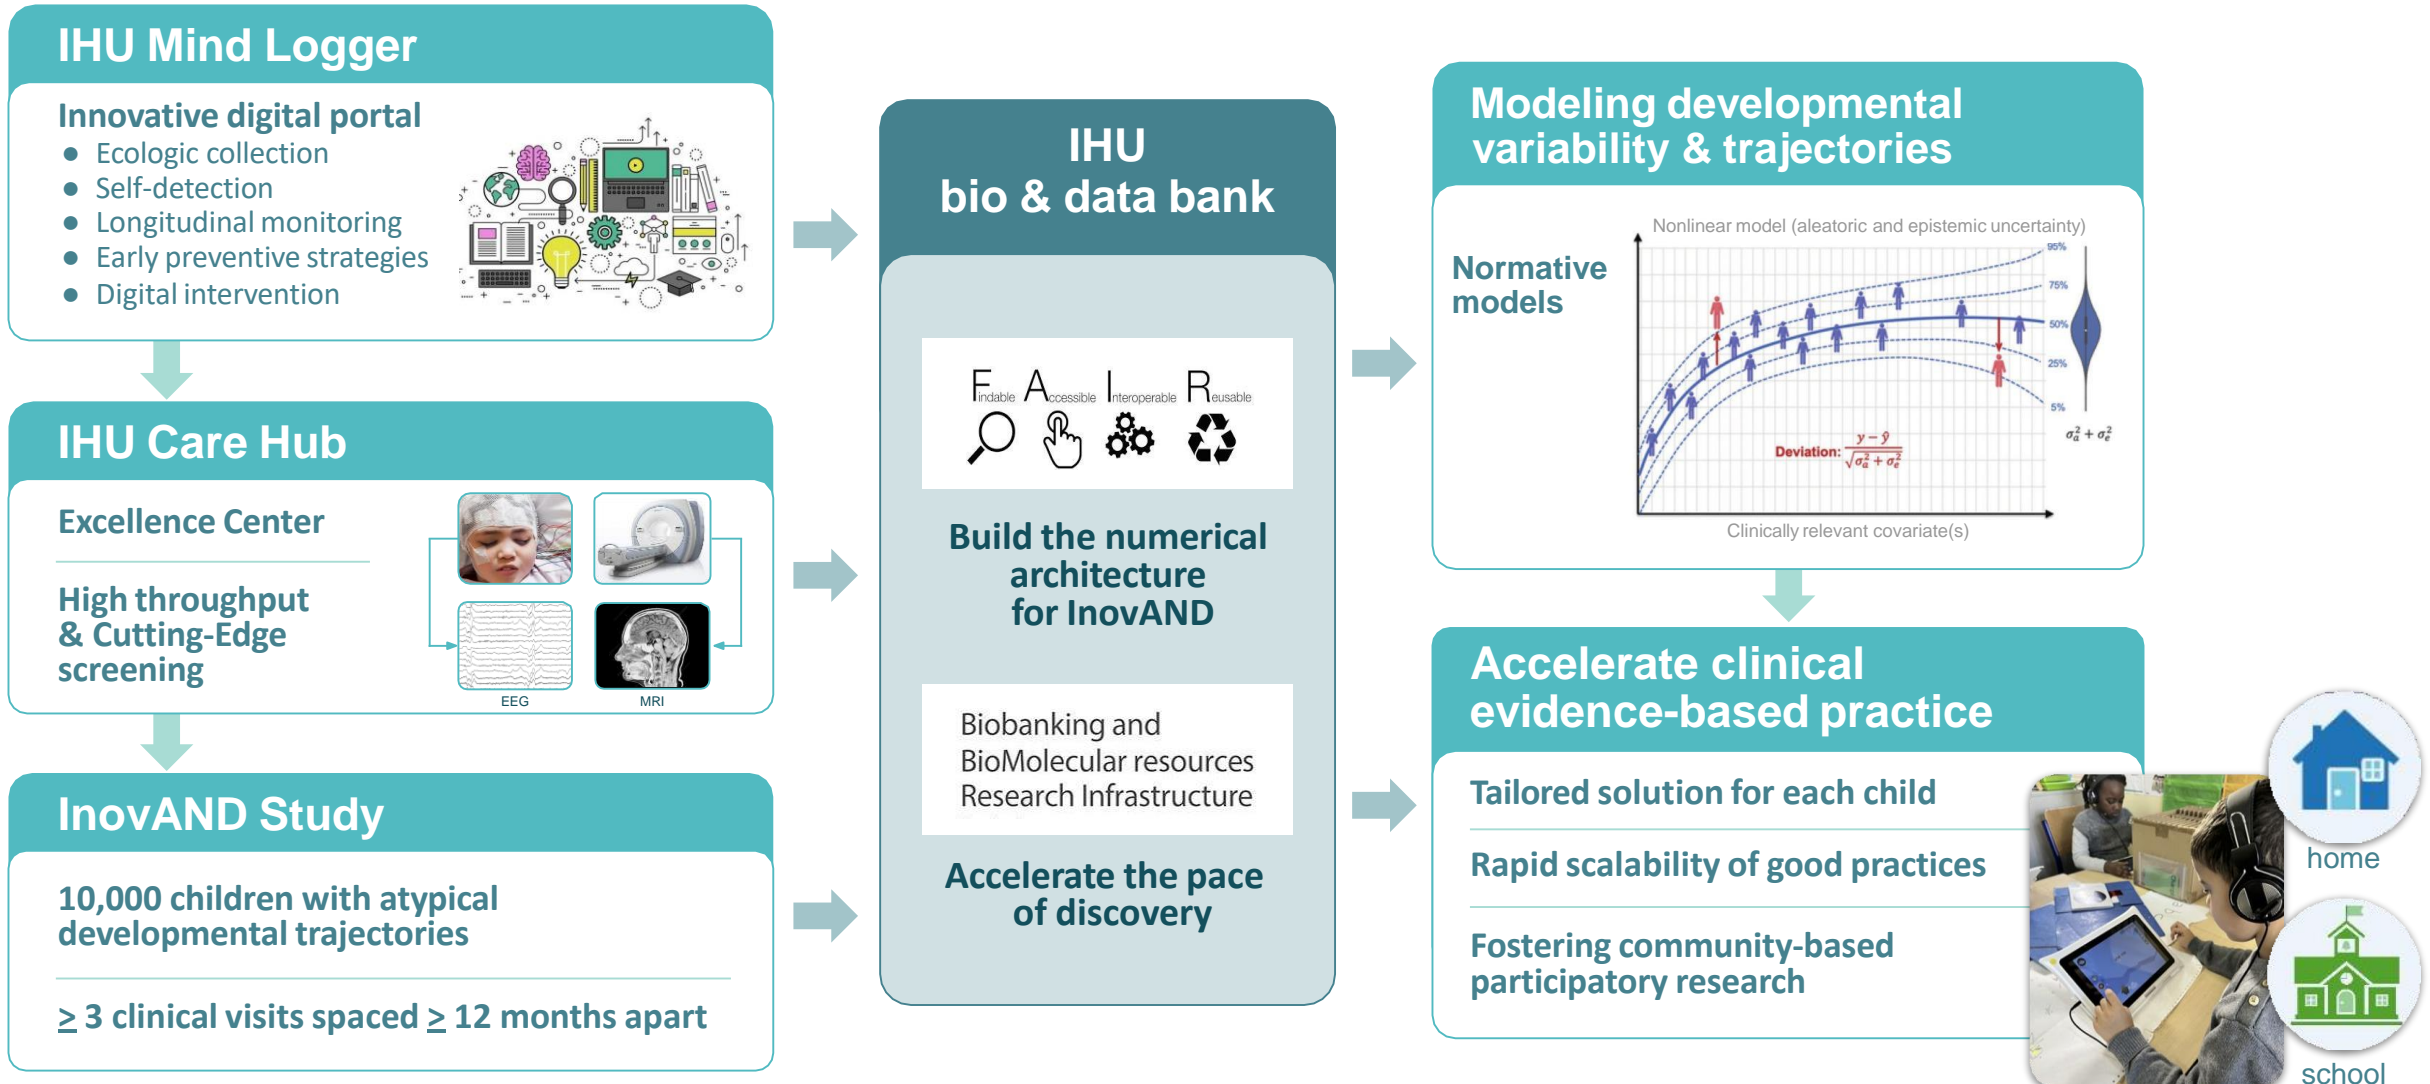 IHU Mind Logger
Innovative digital portal
● Ecologic collection
● Self-detection
● Longitudinal monitoring
● Early preventive strategies
● Digital intervention
IHU Care Hub
Excellence Center
High throughput
& Cutting-Edge
screening
EEG
MRI
InovAND Study
10,000 children with atypical
developmental trajectories
≥ 3 clinical visits spaced ≥ 12 months apart
IHU
bio & data bank
Findable Accessible Interoperable Reusable
Build the numerical
architecture
for InovAND
Biobanking and
BioMolecular resources
Research Infrastructure
Accelerate the pace
of discovery
Modeling developmental
variability & trajectories
Normative
models
Nonlinear model (aleatoric and epistemic uncertainty)
95%
75%
50%
25%
5%
σ²ₐ + σ²ₑ
Deviation: y − ŷ / √σ²ₐ + σ²ₑ
Clinically relevant covariate(s)
Accelerate clinical
evidence-based practice
Tailored solution for each child
Rapid scalability of good practices
Fostering community-based
participatory research
home
school